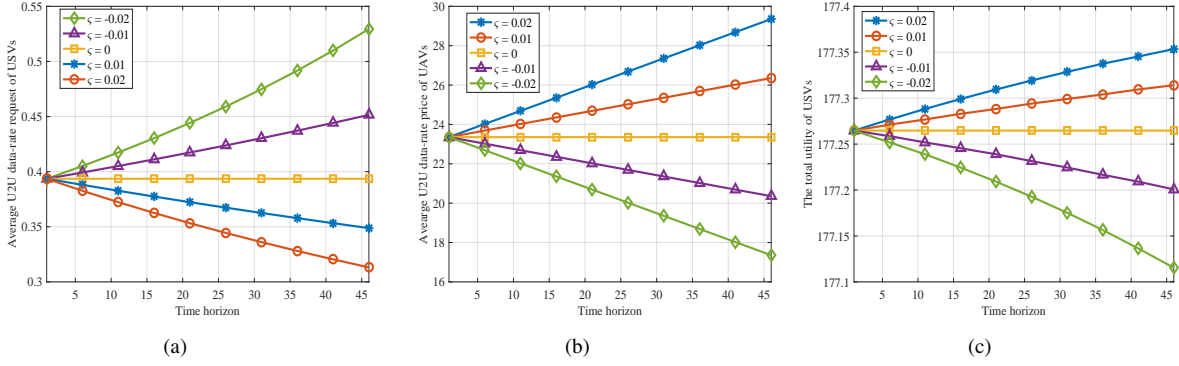 0.55
0.5
0.45
0.4
0.35
0.3
Average U2U data-rate request of USVs
ς = -0.02
ς = -0.01
ς = 0
ς = 0.01
ς = 0.02
5 10 15 20 25 30 35 40 45
Time horizon
(a)
30
28
26
24
22
20
18
16
Avearge U2U data-rate price of UAVs
ς = 0.02
ς = 0.01
ς = 0
ς = -0.01
ς = -0.02
5 10 15 20 25 30 35 40 45
Time horizon
(b)
177.4
177.35
177.3
177.25
177.2
177.15
177.1
The total utility of USVs
ς = 0.02
ς = 0.01
ς = 0
ς = -0.01
ς = -0.02
5 10 15 20 25 30 35 40 45
Time horizon
(c)